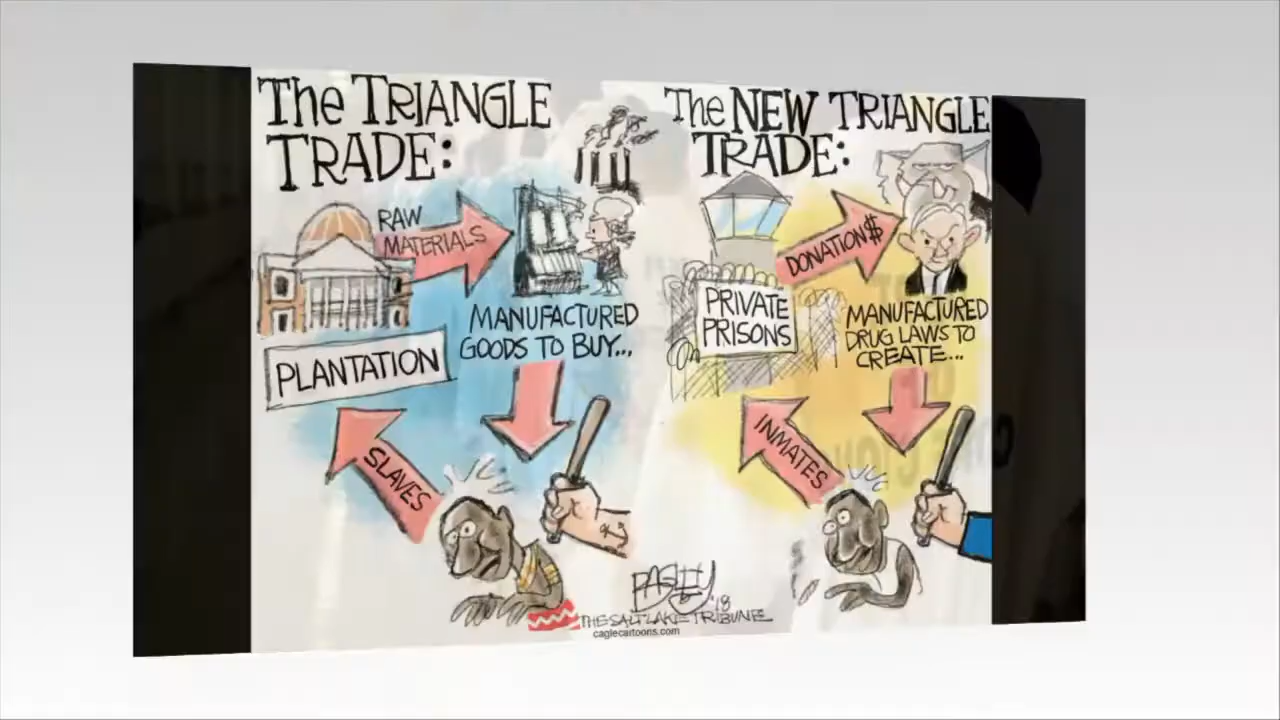 The TRIANGLE
TRADE:
RAW
MATERIALS
MANUFACTURED
GOODS TO BUY...
PLANTATION
SLAVES
The NEW TRIANGLE
TRADE:
DONATION$
PRIVATE
PRISONS
MANUFACTURED
DRUG LAWS TO
CREATE...
INMATES
BAGLEY
'18
THE SALT LAKE TRIBUNE
caglecartoons.com